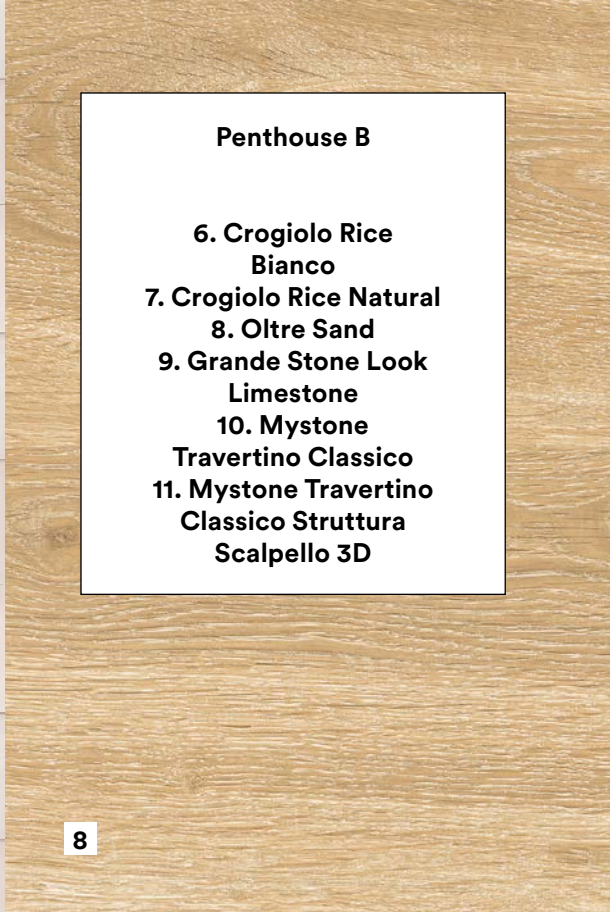 Penthouse B
6. Crogiolo Rice
Bianco
7. Crogiolo Rice Natural
8. Oltre Sand
9. Grande Stone Look
Limestone
10. Mystone
Travertino Classico
11. Mystone Travertino
Classico Struttura
Scalpello 3D
8